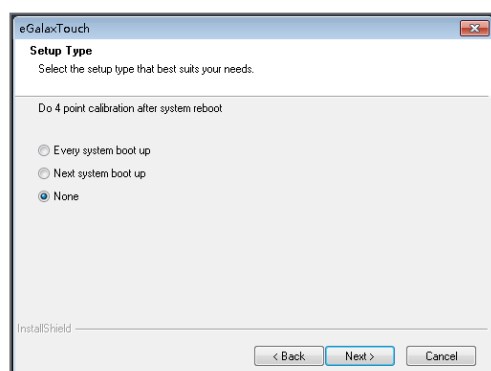 eGalaxTouch
Setup Type
Select the setup type that best suits your needs.
Do 4 point calibration after system reboot
Every system boot up
Next system boot up
None
InstallShield
< Back Next > Cancel